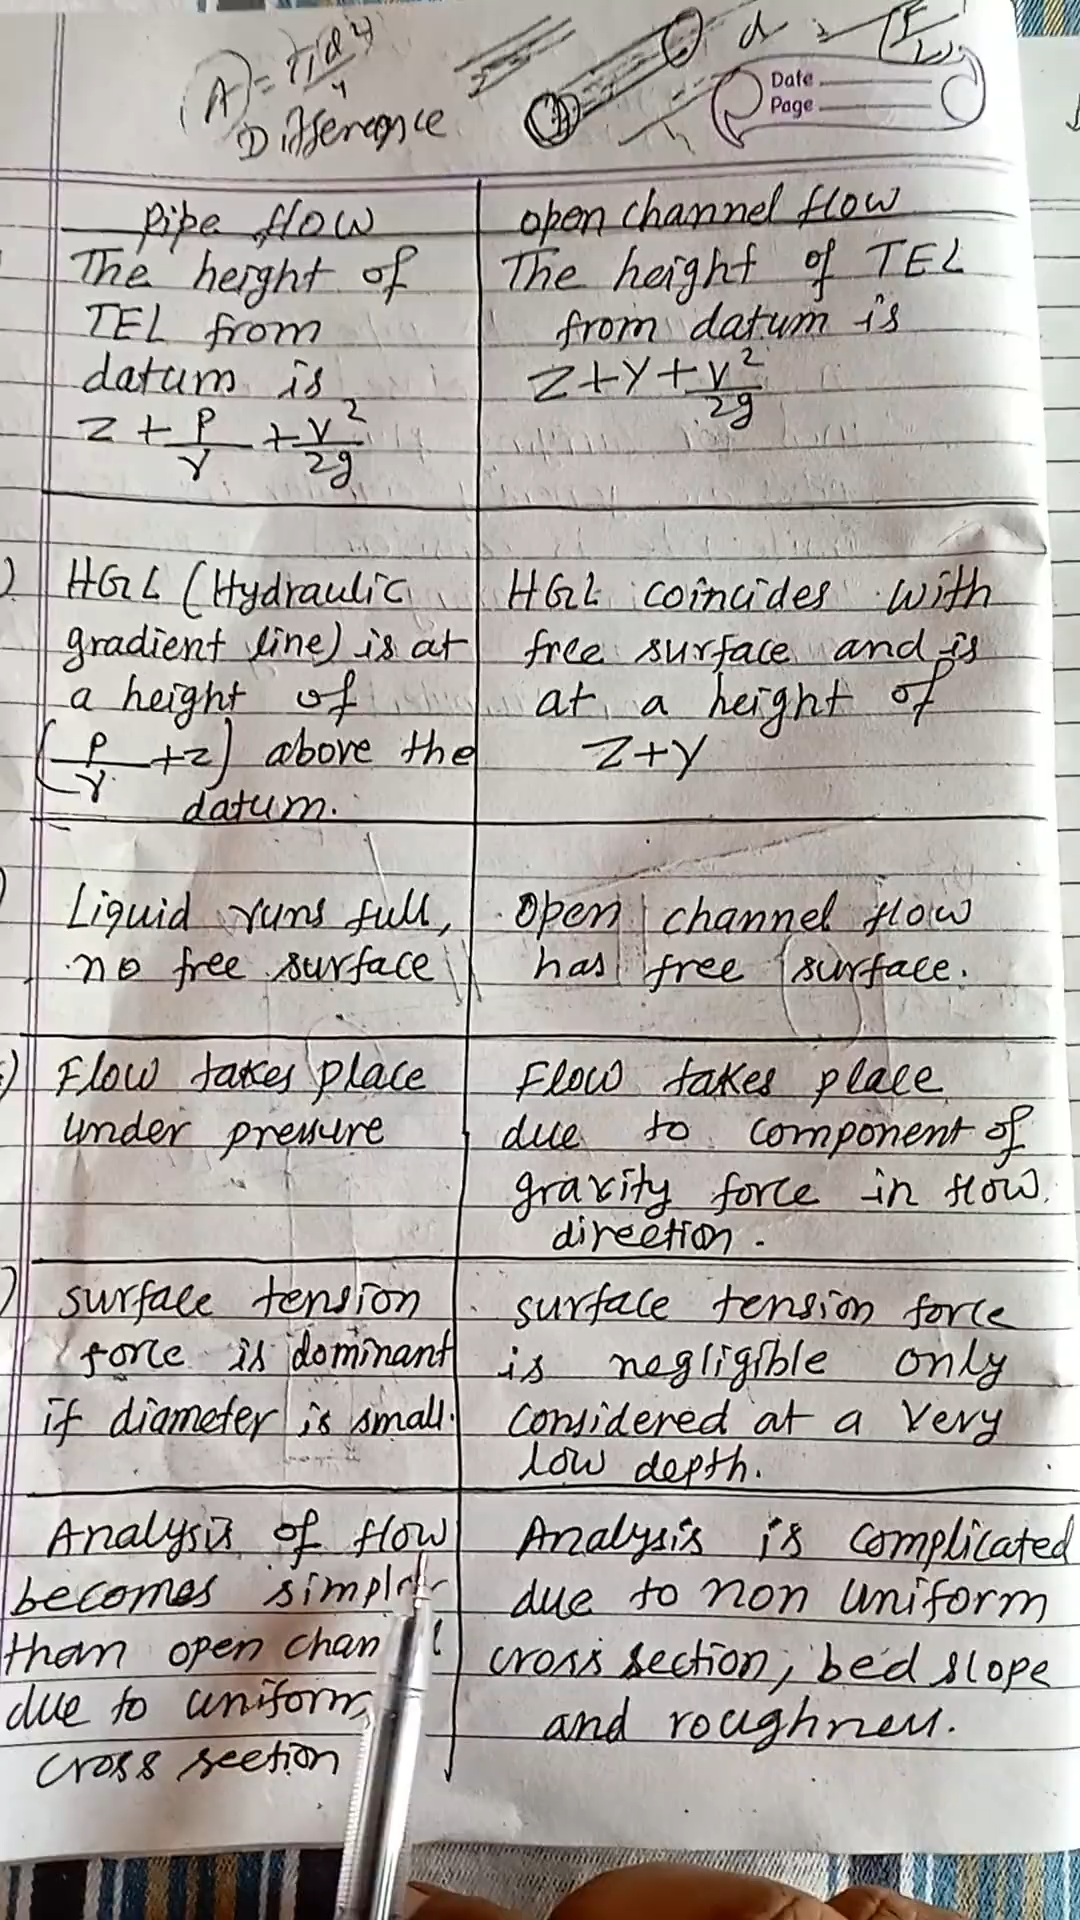 A = πd²/4
Date
Page
Difference
Pipe flow | open channel flow
The height of | The height of TEL
TEL from | from datum is
datum is | Z+Y+V²/2g
z + P/γ + V²/2g
HGL (Hydraulic | HGL coincides with
gradient line) is at | free surface and is
a height of | at a height of
(P/γ +z) above the | Z+Y
datum.
Liquid runs full, | Open channel flow
no free surface | has free surface.
Flow takes place | Flow takes place
under pressure | due to component of
gravity force in flow
direction.
surface tension | surface tension force
force is dominant | is negligible only
if diameter is small. | considered at a very
low depth.
Analysis of flow | Analysis is complicated
becomes simpler | due to non uniform
than open chan l | cross section, bed slope
due to uniform | and roughness.
cross section